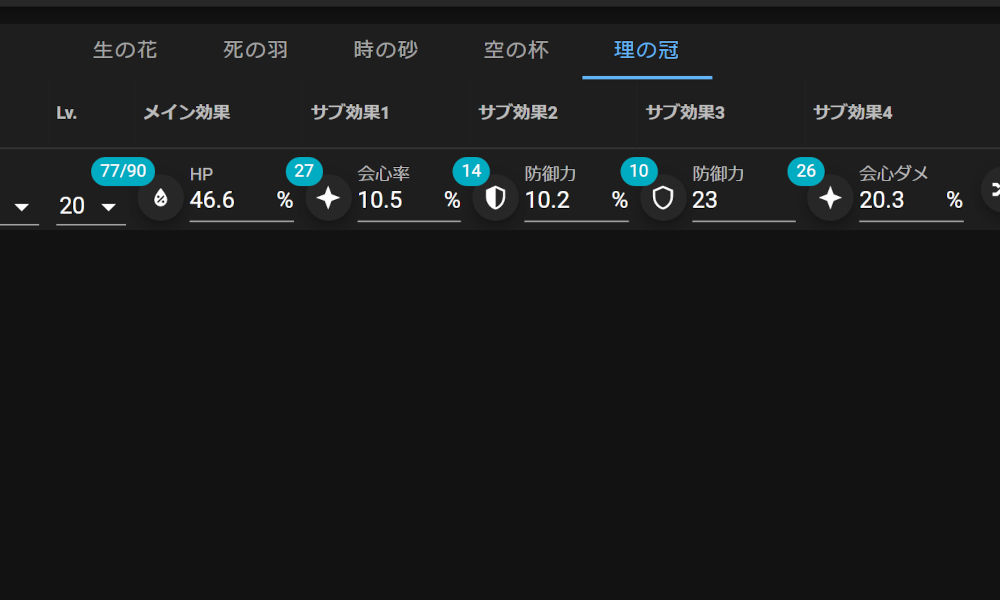 生の花 死の羽 時の砂 空の杯 理の冠
Lv. メイン効果 サブ効果1 サブ効果2 サブ効果3 サブ効果4
77/90 HP 27 会心率 14 防御力 10 防御力 26 会心ダメ
20 46.6 % 10.5 % 10.2 % 23 20.3 %